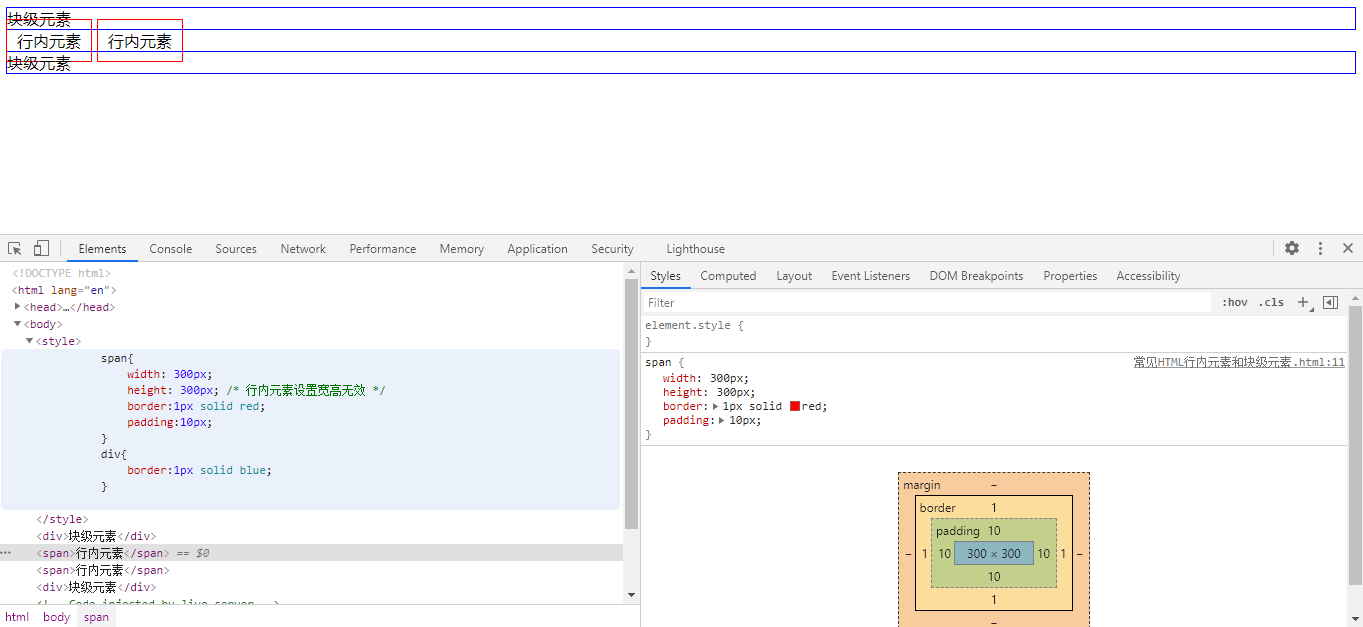 块级元素
行内元素 行内元素
块级元素
Elements Console Sources Network Performance Memory Application Security Lighthouse
<!DOCTYPE html>
<html lang="en">
<head>…</head>
<body>
<style>
span{
width: 300px;
height: 300px; /* 行内元素设置宽高无效 */
border:1px solid red;
padding:10px;
}
div{
border:1px solid blue;
}
</style>
<div>块级元素</div>
<span>行内元素</span> == $0
<span>行内元素</span>
<div>块级元素</div>
<!-- Code injected by live-server -->
html body span
Styles Computed Layout Event Listeners DOM Breakpoints Properties Accessibility
Filter :hov .cls
element.style {
}
span { 常见HTML行内元素和块级元素.html:11
width: 300px;
height: 300px;
border: 1px solid red;
padding: 10px;
}
margin –
border 1
padding 10
– 1 10 300 × 300 10 1 –
10
1
–